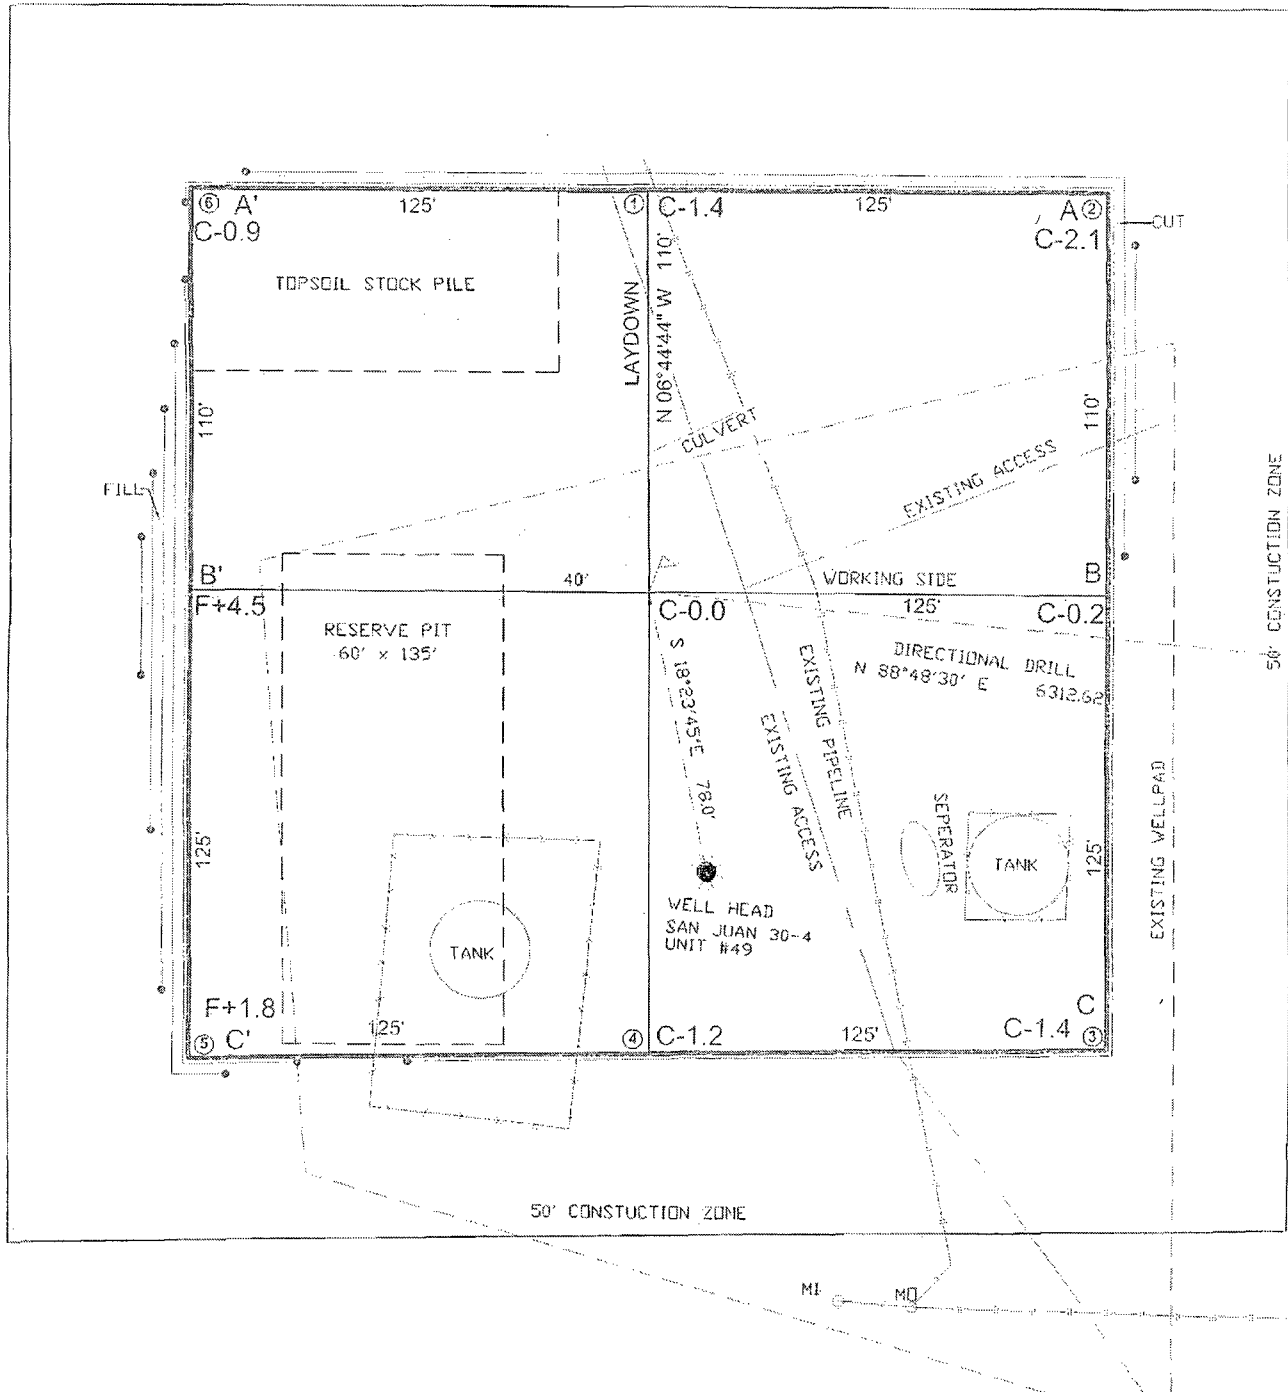 ⑥ A'
125'
①
C-1.4
125'
A ②
C-0.9
C-2.1
CUT
TOPSOIL STOCK PILE
LAYDOWN
N 06°44'44" W 110'
110'
110'
CULVERT
EXISTING ACCESS
FILL
50' CONSTUCTION ZONE
B'
40'
WORKING SIDE
B
F+4.5
C-0.0
125'
C-0.2
RESERVE PIT
60' x 135'
S 18°23'45"E 78.0'
DIRECTIONAL DRILL
N 88°48'30" E 6312.62
EXISTING PIPELINE
EXISTING ACCESS
EXISTING WELLPAD
SEPERATOR
TANK
125'
125'
WELL HEAD
SAN JUAN 30-4
UNIT #49
TANK
F+1.8
⑤ C'
125'
④
C-1.2
125'
C
C-1.4 ③
50' CONSTUCTION ZONE
MI
MO